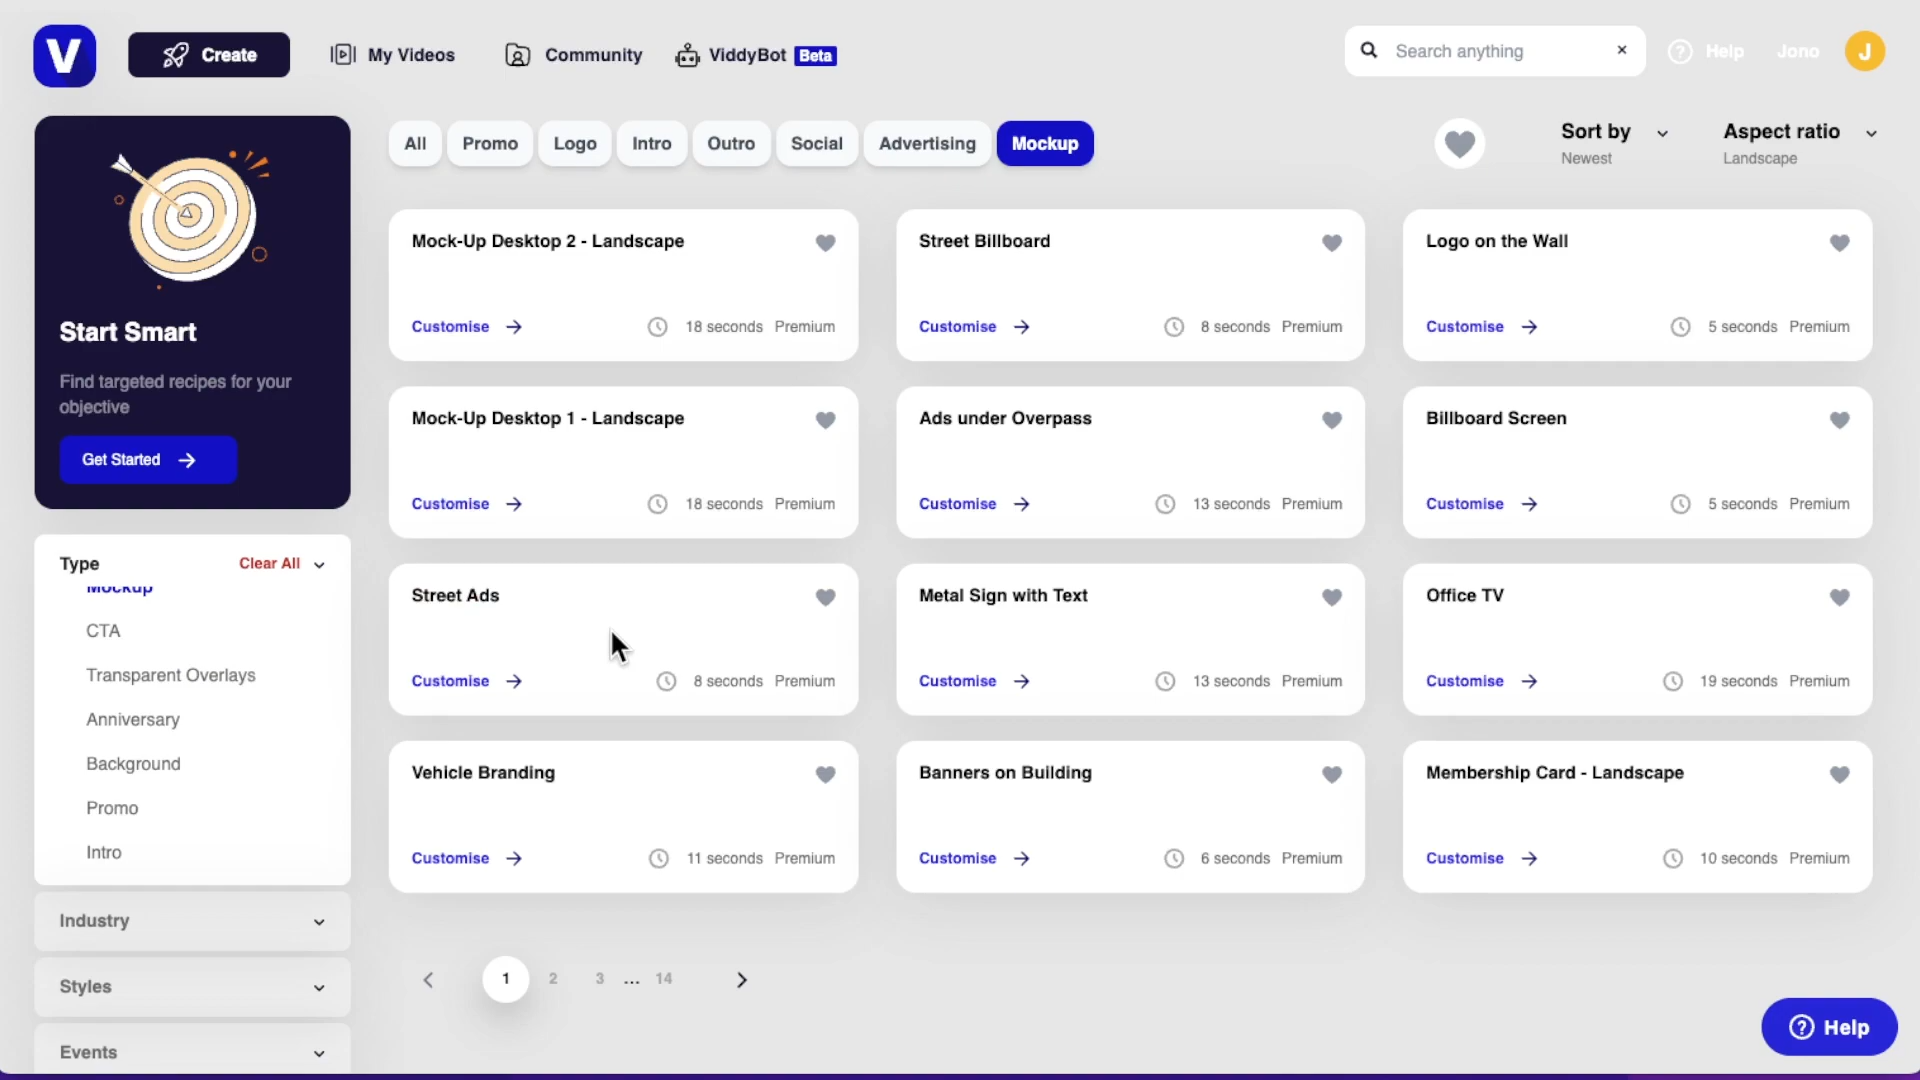 V
Create
My Videos
Community
ViddyBot Beta
Search anything
Help
Jono
J
Start Smart
Find targeted recipes for your
objective
Get Started
All
Promo
Logo
Intro
Outro
Social
Advertising
Mockup
Sort by
Newest
Aspect ratio
Landscape
Mock-Up Desktop 2 - Landscape
Customise
18 seconds Premium
Street Billboard
Customise
8 seconds Premium
Logo on the Wall
Customise
5 seconds Premium
Mock-Up Desktop 1 - Landscape
Customise
18 seconds Premium
Ads under Overpass
Customise
13 seconds Premium
Billboard Screen
Customise
5 seconds Premium
Street Ads
Customise
8 seconds Premium
Metal Sign with Text
Customise
13 seconds Premium
Office TV
Customise
19 seconds Premium
Vehicle Branding
Customise
11 seconds Premium
Banners on Building
Customise
6 seconds Premium
Membership Card - Landscape
Customise
10 seconds Premium
Type
Clear All
Mockup
CTA
Transparent Overlays
Anniversary
Background
Promo
Intro
Industry
Styles
Events
1 2 3 ... 14
Help